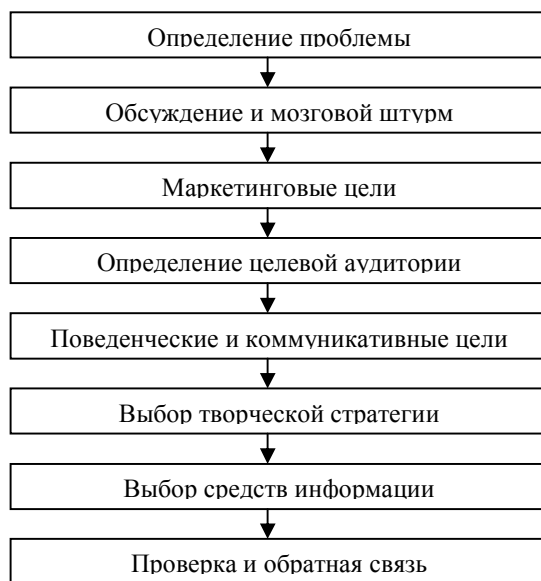 Определение проблемы
Обсуждение и мозговой штурм
Маркетинговые цели
Определение целевой аудитории
Поведенческие и коммуникативные цели
Выбор творческой стратегии
Выбор средств информации
Проверка и обратная связь